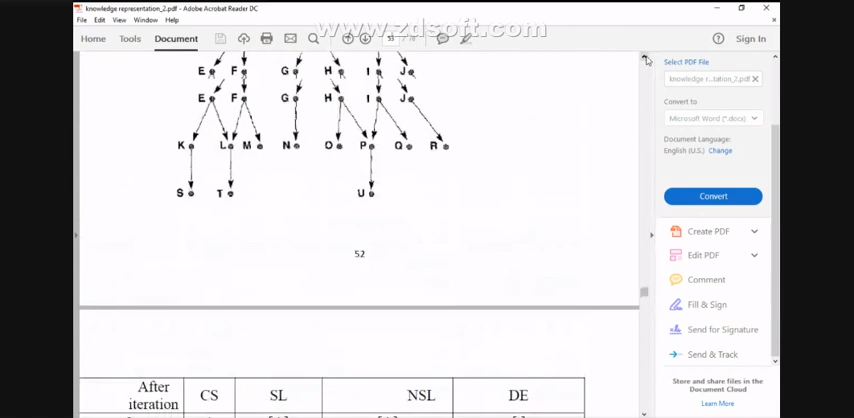 knowledge representation_2.pdf - Adobe Acrobat Reader DC
File Edit View Window Help
www.zdsoft.com
Home Tools Document
53 / 78
Sign In
E F G H I J
E F G H I J
K L M N O P Q R
S T U
52
After iteration CS SL NSL DE
Select PDF File
knowledge r...tation_2.pdf
Convert to
Microsoft Word (*.docx)
Document Language:
English (U.S.) Change
Convert
Create PDF
Edit PDF
Comment
Fill & Sign
Send for Signature
Send & Track
Store and share files in the
Document Cloud
Learn More